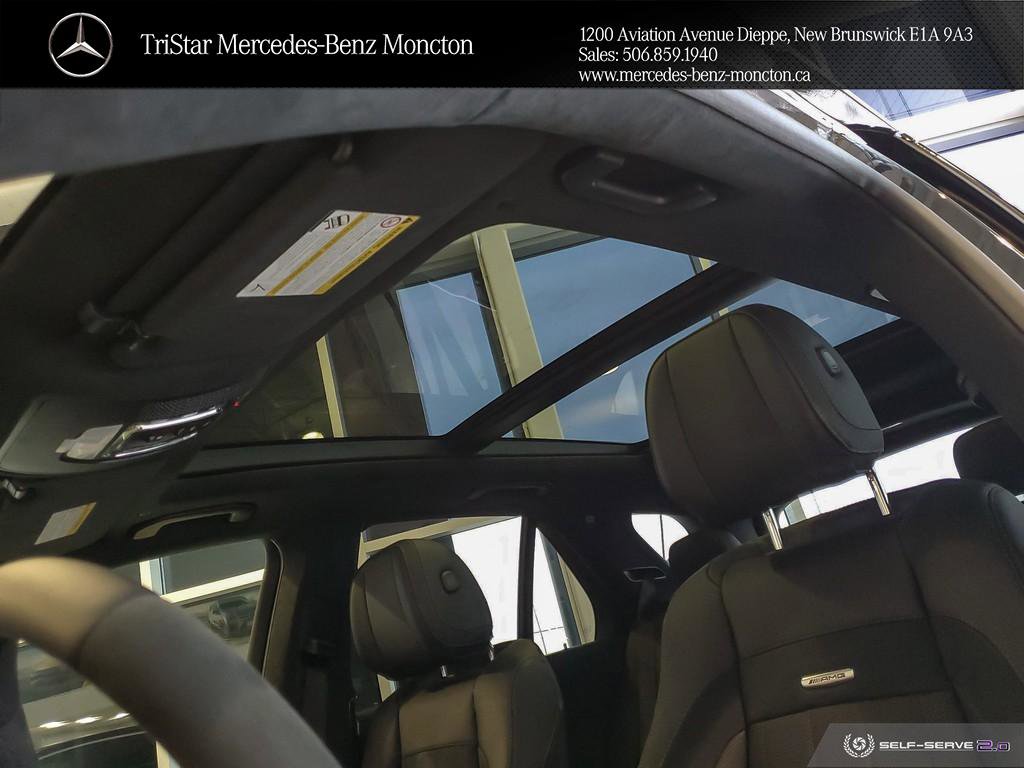 TriStar Mercedes-Benz Moncton
1200 Aviation Avenue Dieppe, New Brunswick E1A 9A3
Sales: 506.859.1940
www.mercedes-benz-moncton.ca
AMG
SELF-SERVE 2.0